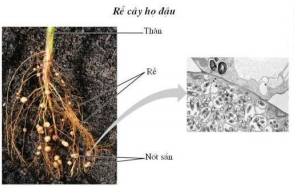 Rễ cây họ đậu
Thân
Rễ
Nốt sần